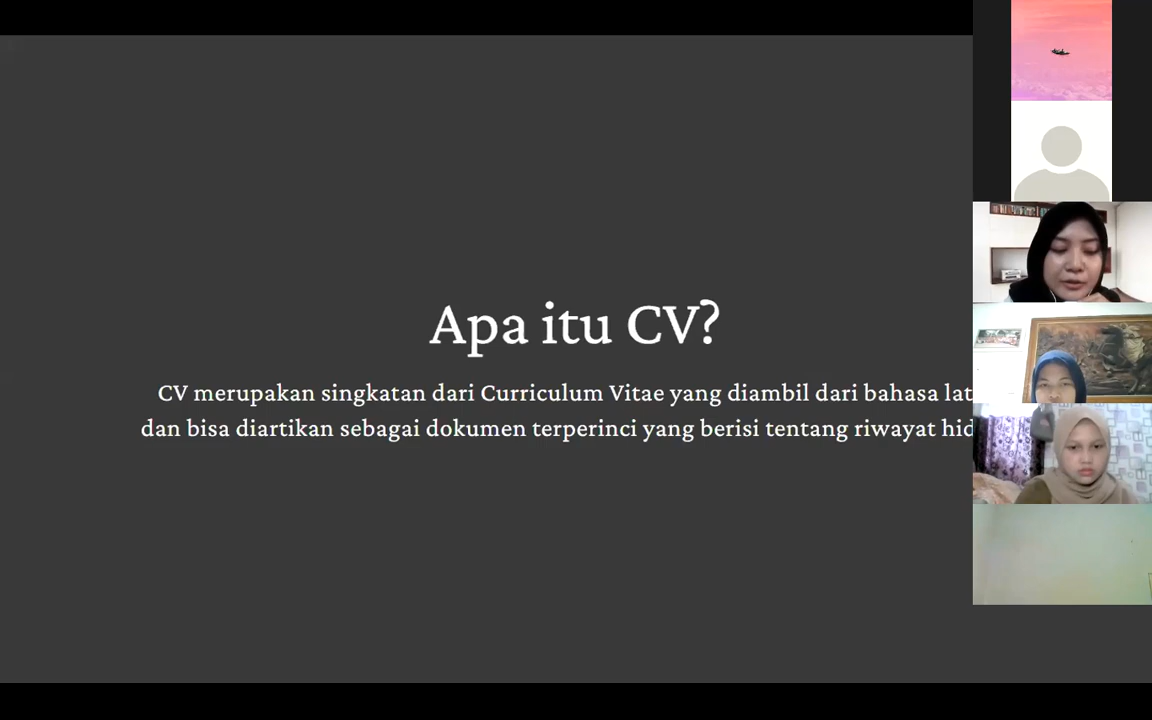 Apa itu CV?
CV merupakan singkatan dari Curriculum Vitae yang diambil dari bahasa
dan bisa diartikan sebagai dokumen terperinci yang berisi tentang riwayat